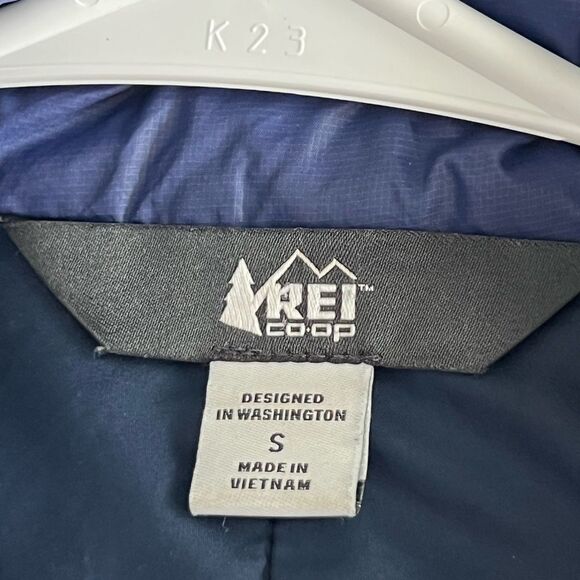 K23
REI™
CO·OP
DESIGNED
IN WASHINGTON
S
MADE IN
VIETNAM